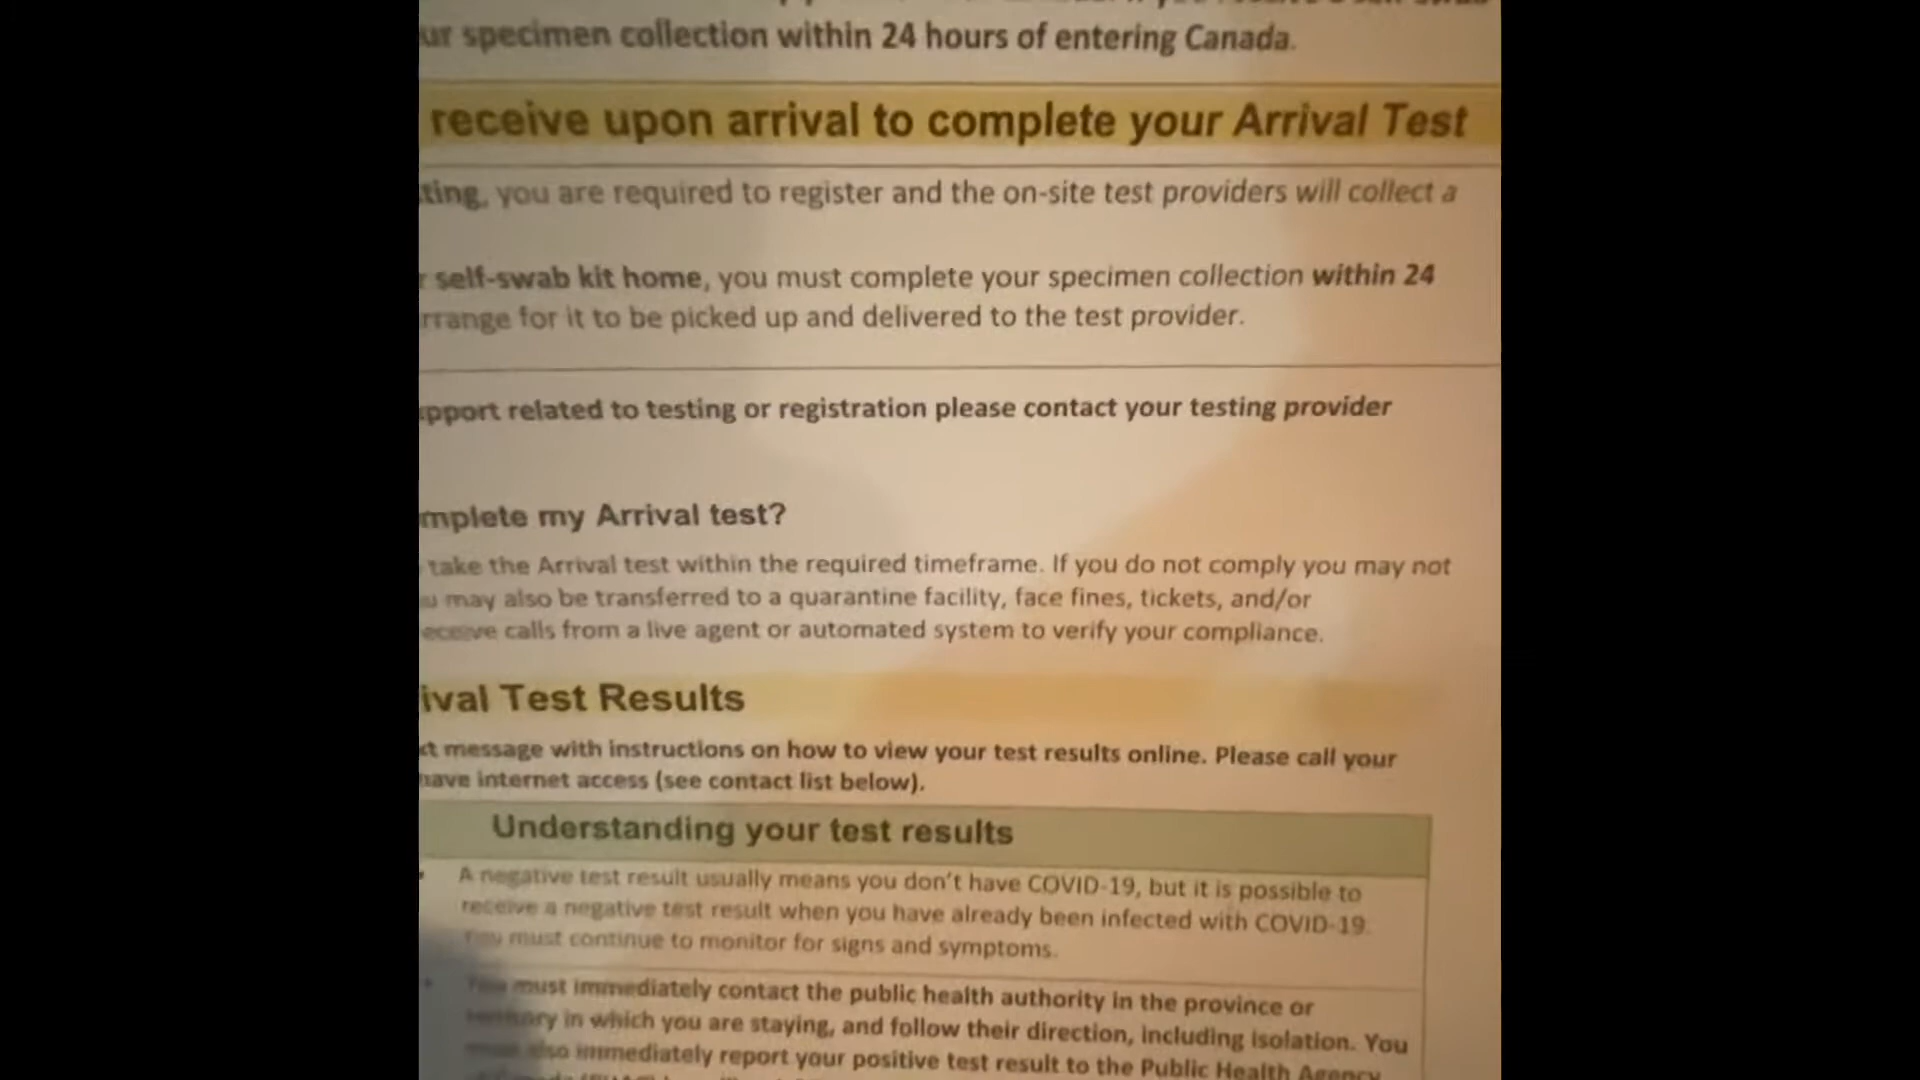 ur specimen collection within 24 hours of entering Canada.
receive upon arrival to complete your Arrival Test
ting, you are required to register and the on-site test providers will collect a
r self-swab kit home, you must complete your specimen collection within 24
rrange for it to be picked up and delivered to the test provider.
pport related to testing or registration please contact your testing provider
mplete my Arrival test?
take the Arrival test within the required timeframe. If you do not comply you may not
u may also be transferred to a quarantine facility, face fines, tickets, and/or
eceive calls from a live agent or automated system to verify your compliance.
ival Test Results
xt message with instructions on how to view your test results online. Please call your
have internet access (see contact list below).
Understanding your test results
A negative test result usually means you don't have COVID-19, but it is possible to
receive a negative test result when you have already been infected with COVID-19.
You must continue to monitor for signs and symptoms.
You must immediately contact the public health authority in the province or
territory in which you are staying, and follow their direction, including isolation. You
must also immediately report your positive test result to the Public Health Agency